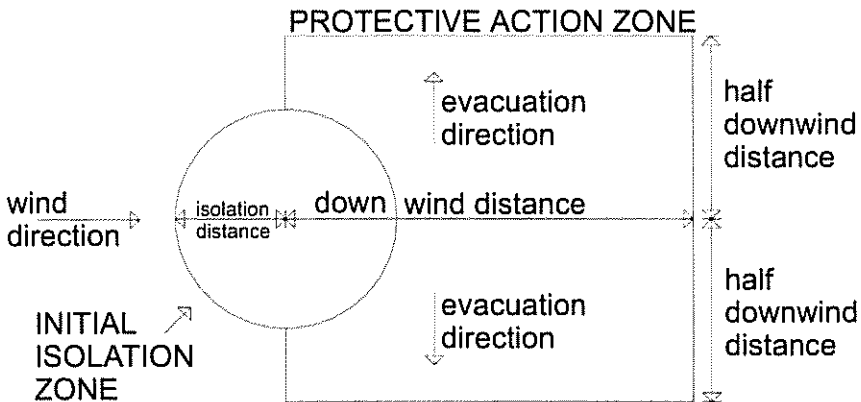 PROTECTIVE ACTION ZONE
evacuation
direction
half
downwind
distance
wind
direction
isolation
distance
down wind distance
INITIAL
ISOLATION
ZONE
evacuation
direction
half
downwind
distance